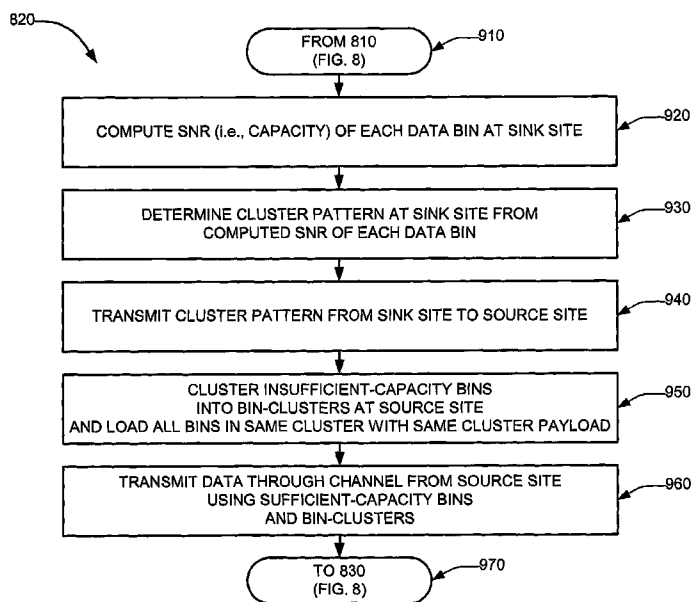 820
FROM 810
(FIG. 8)
910
COMPUTE SNR (i.e., CAPACITY) OF EACH DATA BIN AT SINK SITE
920
DETERMINE CLUSTER PATTERN AT SINK SITE FROM
COMPUTED SNR OF EACH DATA BIN
930
TRANSMIT CLUSTER PATTERN FROM SINK SITE TO SOURCE SITE
940
CLUSTER INSUFFICIENT-CAPACITY BINS
INTO BIN-CLUSTERS AT SOURCE SITE
AND LOAD ALL BINS IN SAME CLUSTER WITH SAME CLUSTER PAYLOAD
950
TRANSMIT DATA THROUGH CHANNEL FROM SOURCE SITE
USING SUFFICIENT-CAPACITY BINS
AND BIN-CLUSTERS
960
TO 830
(FIG. 8)
970